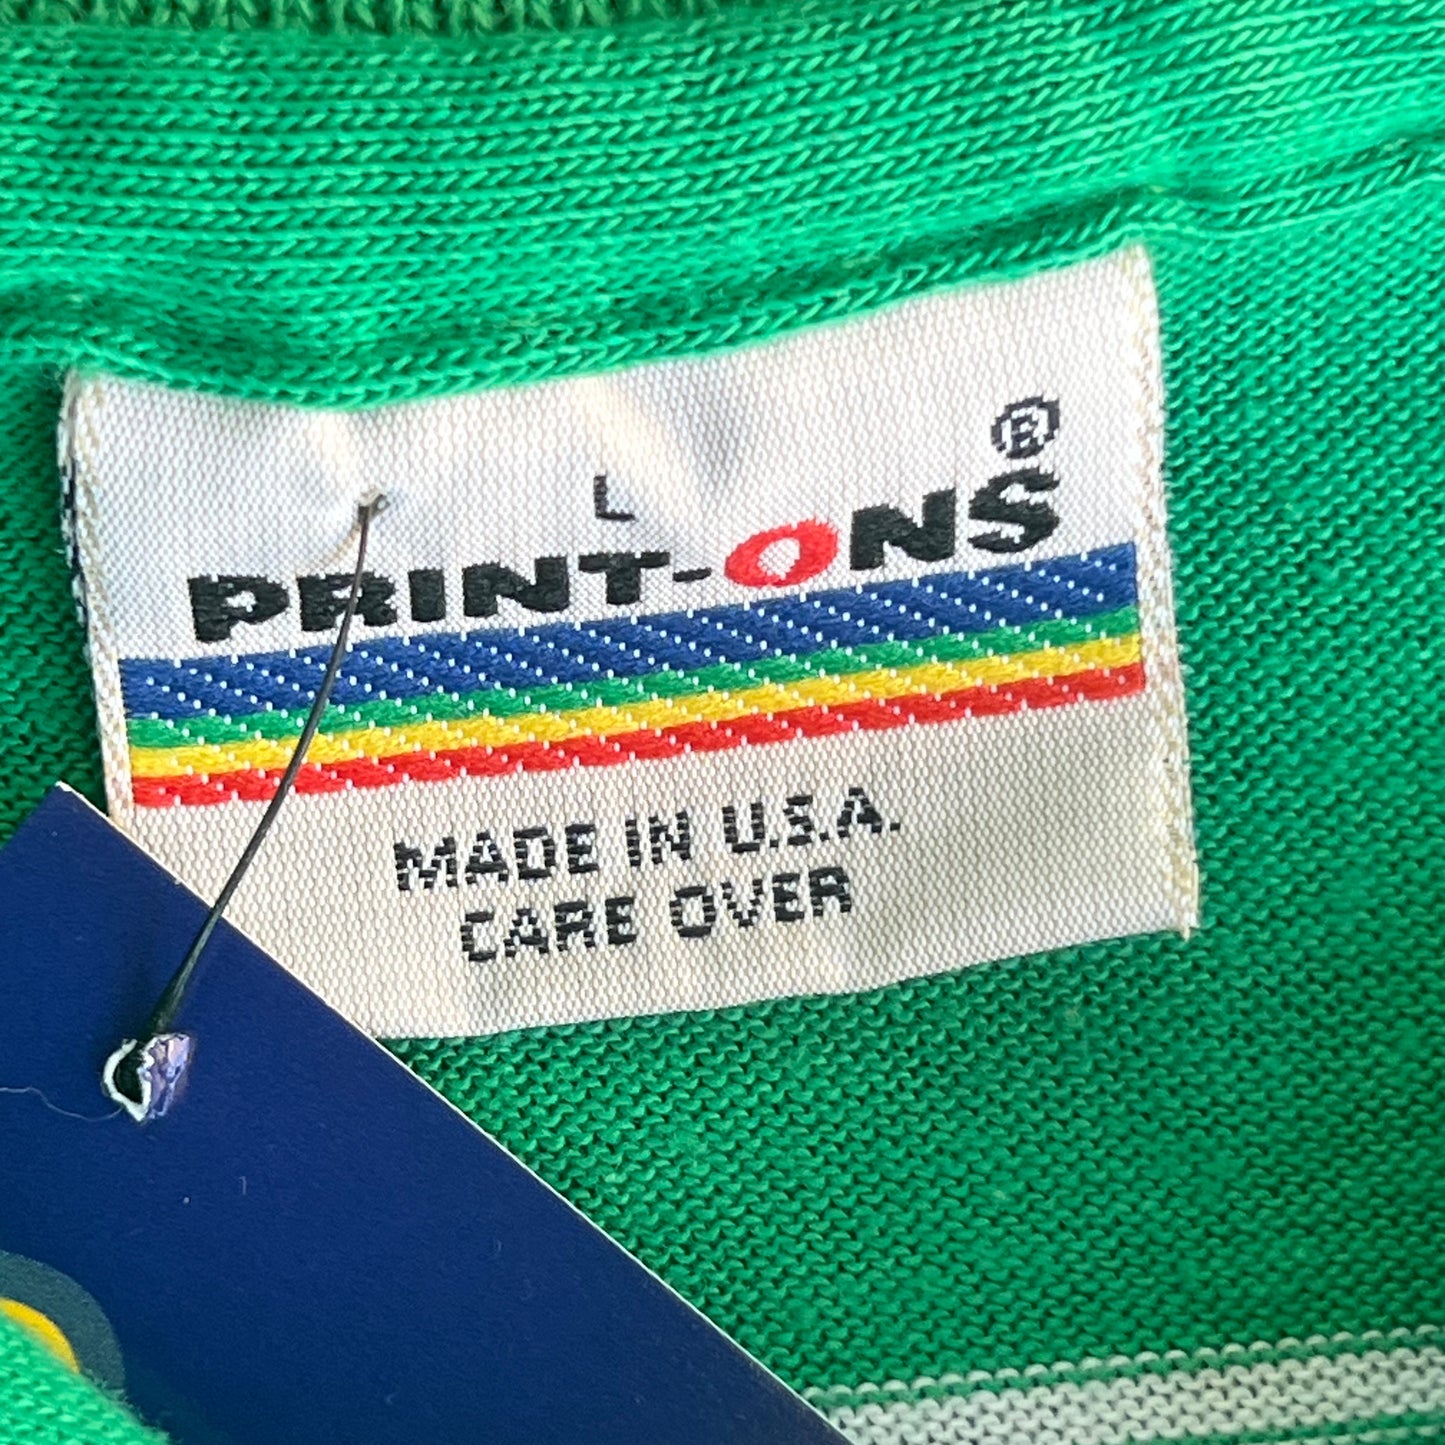 L
PRINT-ONS®
MADE IN U.S.A.
CARE OVER